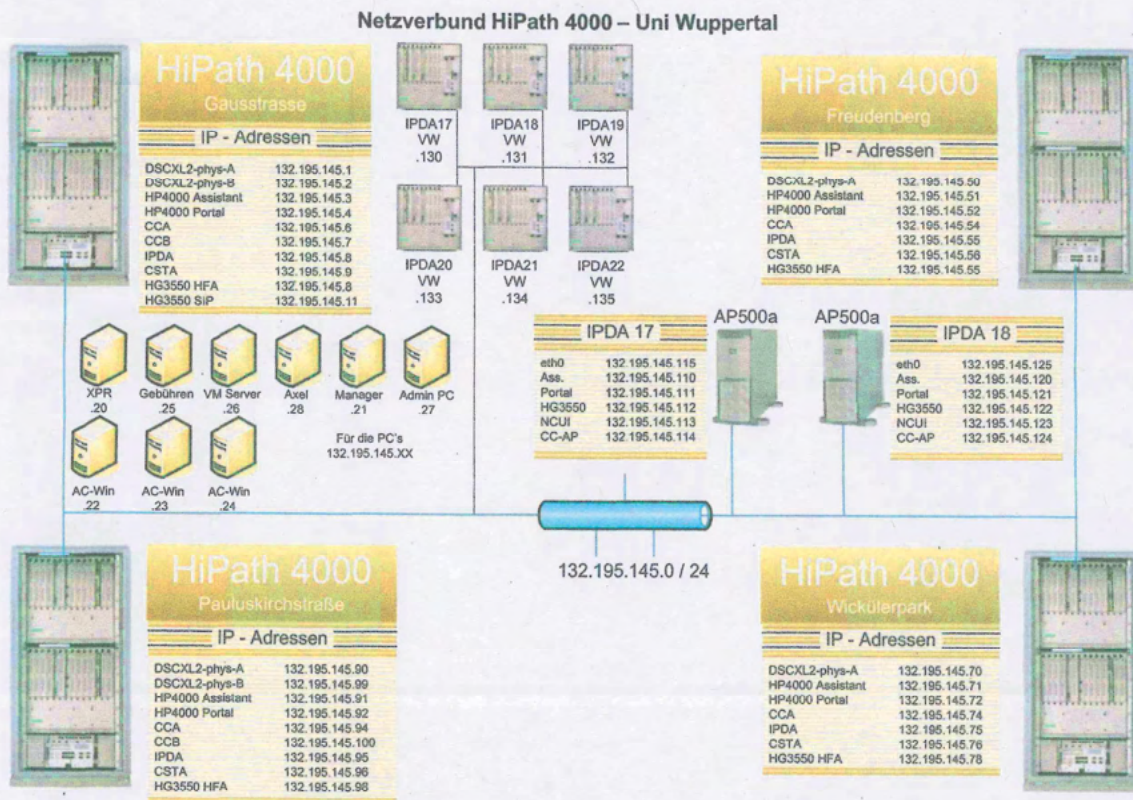 Netzverbund HiPath 4000 – Uni Wuppertal
HiPath 4000
Gausstrasse
IP - Adressen
DSCXL2-phys-A 132.195.145.1
DSCXL2-phys-B 132.195.145.2
HP4000 Assistant 132.195.145.3
HP4000 Portal 132.195.145.4
CCA 132.195.145.6
CCB 132.195.145.7
IPDA 132.195.145.8
CSTA 132.195.145.9
HG3550 HFA 132.195.145.8
HG3550 SIP 132.195.145.11
IPDA17 IPDA18 IPDA19
VW VW VW
.130 .131 .132
IPDA20 IPDA21 IPDA22
VW VW VW
.133 .134 .135
HiPath 4000
Freudenberg
IP - Adressen
DSCXL2-phys-A 132.195.145.50
HP4000 Assistant 132.195.145.51
HP4000 Portal 132.195.145.52
CCA 132.195.145.54
IPDA 132.195.145.55
CSTA 132.195.145.56
HG3550 HFA 132.195.145.55
XPR Gebühren VM Server Axel Manager Admin PC
.20 .25 .26 .28 .21 .27
Für die PC's
132.195.145.XX
AC-Win AC-Win AC-Win
.22 .23 .24
IPDA 17
eth0 132.195.145.115
Ass. 132.195.145.110
Portal 132.195.145.111
HG3550 132.195.145.112
NCUI 132.195.145.113
CC-AP 132.195.145.114
AP500a AP500a
IPDA 18
eth0 132.195.145.125
Ass. 132.195.145.120
Portal 132.195.145.121
HG3550 132.195.145.122
NCUI 132.195.145.123
CC-AP 132.195.145.124
132.195.145.0 / 24
HiPath 4000
Pauluskirchstraße
IP - Adressen
DSCXL2-phys-A 132.195.145.90
DSCXL2-phys-B 132.195.145.99
HP4000 Assistant 132.195.145.91
HP4000 Portal 132.195.145.92
CCA 132.195.145.94
CCB 132.195.145.100
IPDA 132.195.145.95
CSTA 132.195.145.96
HG3550 HFA 132.195.145.98
HiPath 4000
Wickülerpark
IP - Adressen
DSCXL2-phys-A 132.195.145.70
HP4000 Assistant 132.195.145.71
HP4000 Portal 132.195.145.72
CCA 132.195.145.74
IPDA 132.195.145.75
CSTA 132.195.145.76
HG3550 HFA 132.195.145.78